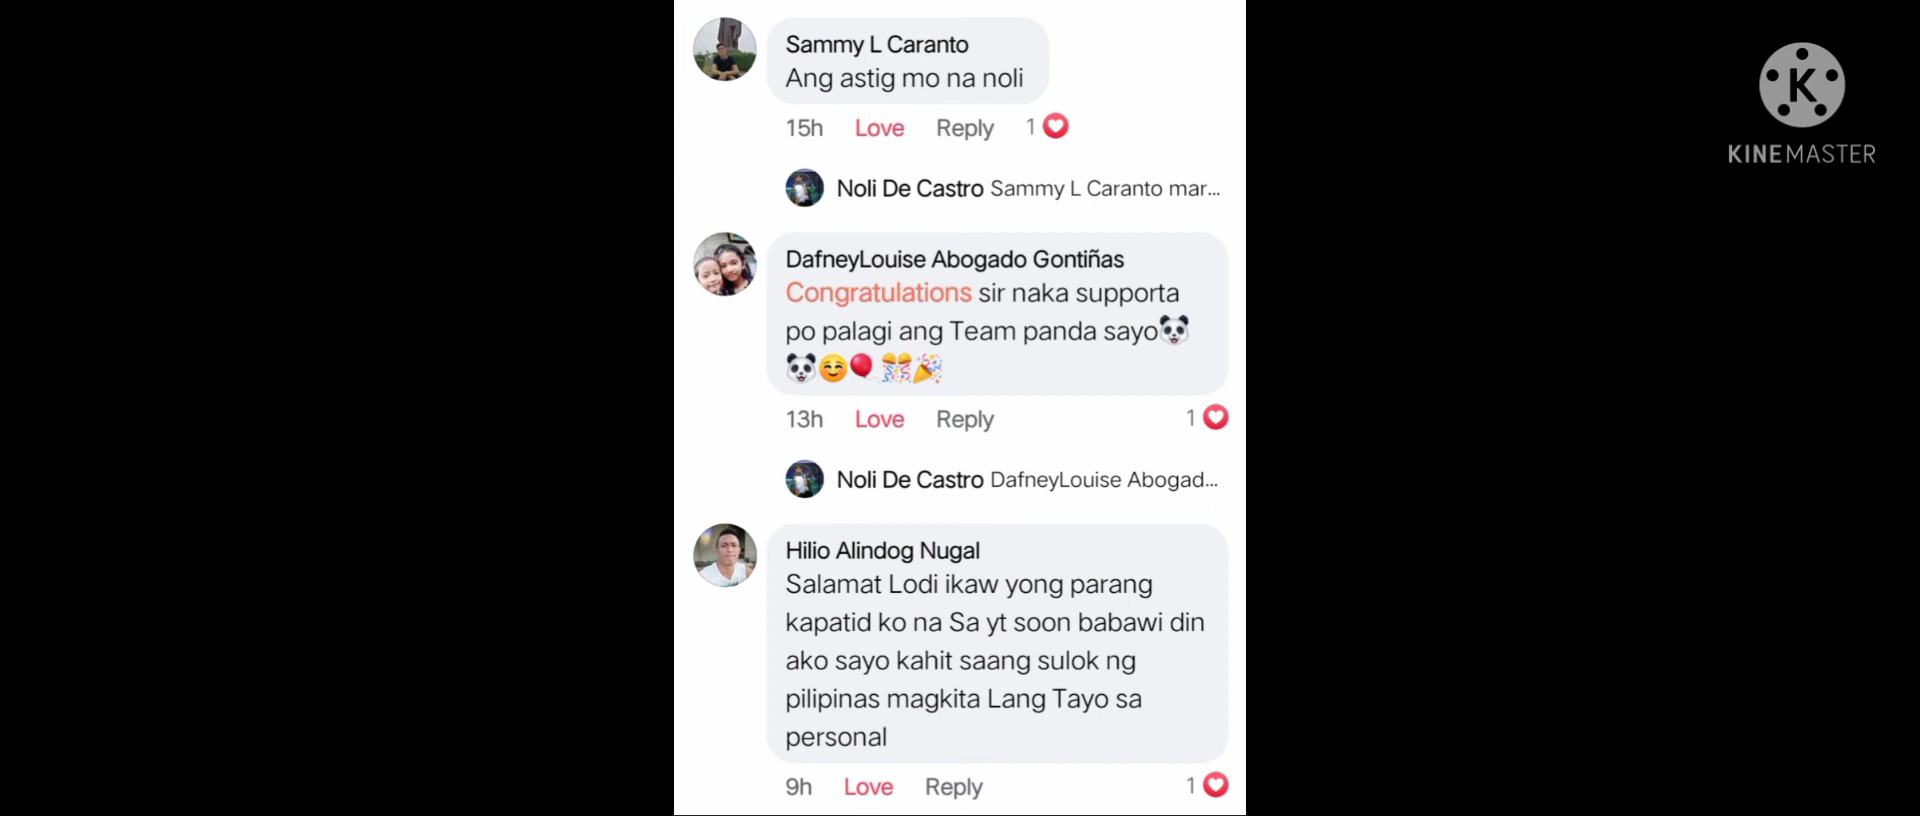 Sammy L Caranto
Ang astig mo na noli
15h Love Reply 1
Noli De Castro Sammy L Caranto mar...
DafneyLouise Abogado Gontiñas
Congratulations sir naka supporta
po palagi ang Team panda sayo🐼
🐼☺️🎈🎊🎉
13h Love Reply 1
Noli De Castro DafneyLouise Abogad...
Hilio Alindog Nugal
Salamat Lodi ikaw yong parang
kapatid ko na Sa yt soon babawi din
ako sayo kahit saang sulok ng
pilipinas magkita Lang Tayo sa
personal
9h Love Reply 1
K
KINEMASTER